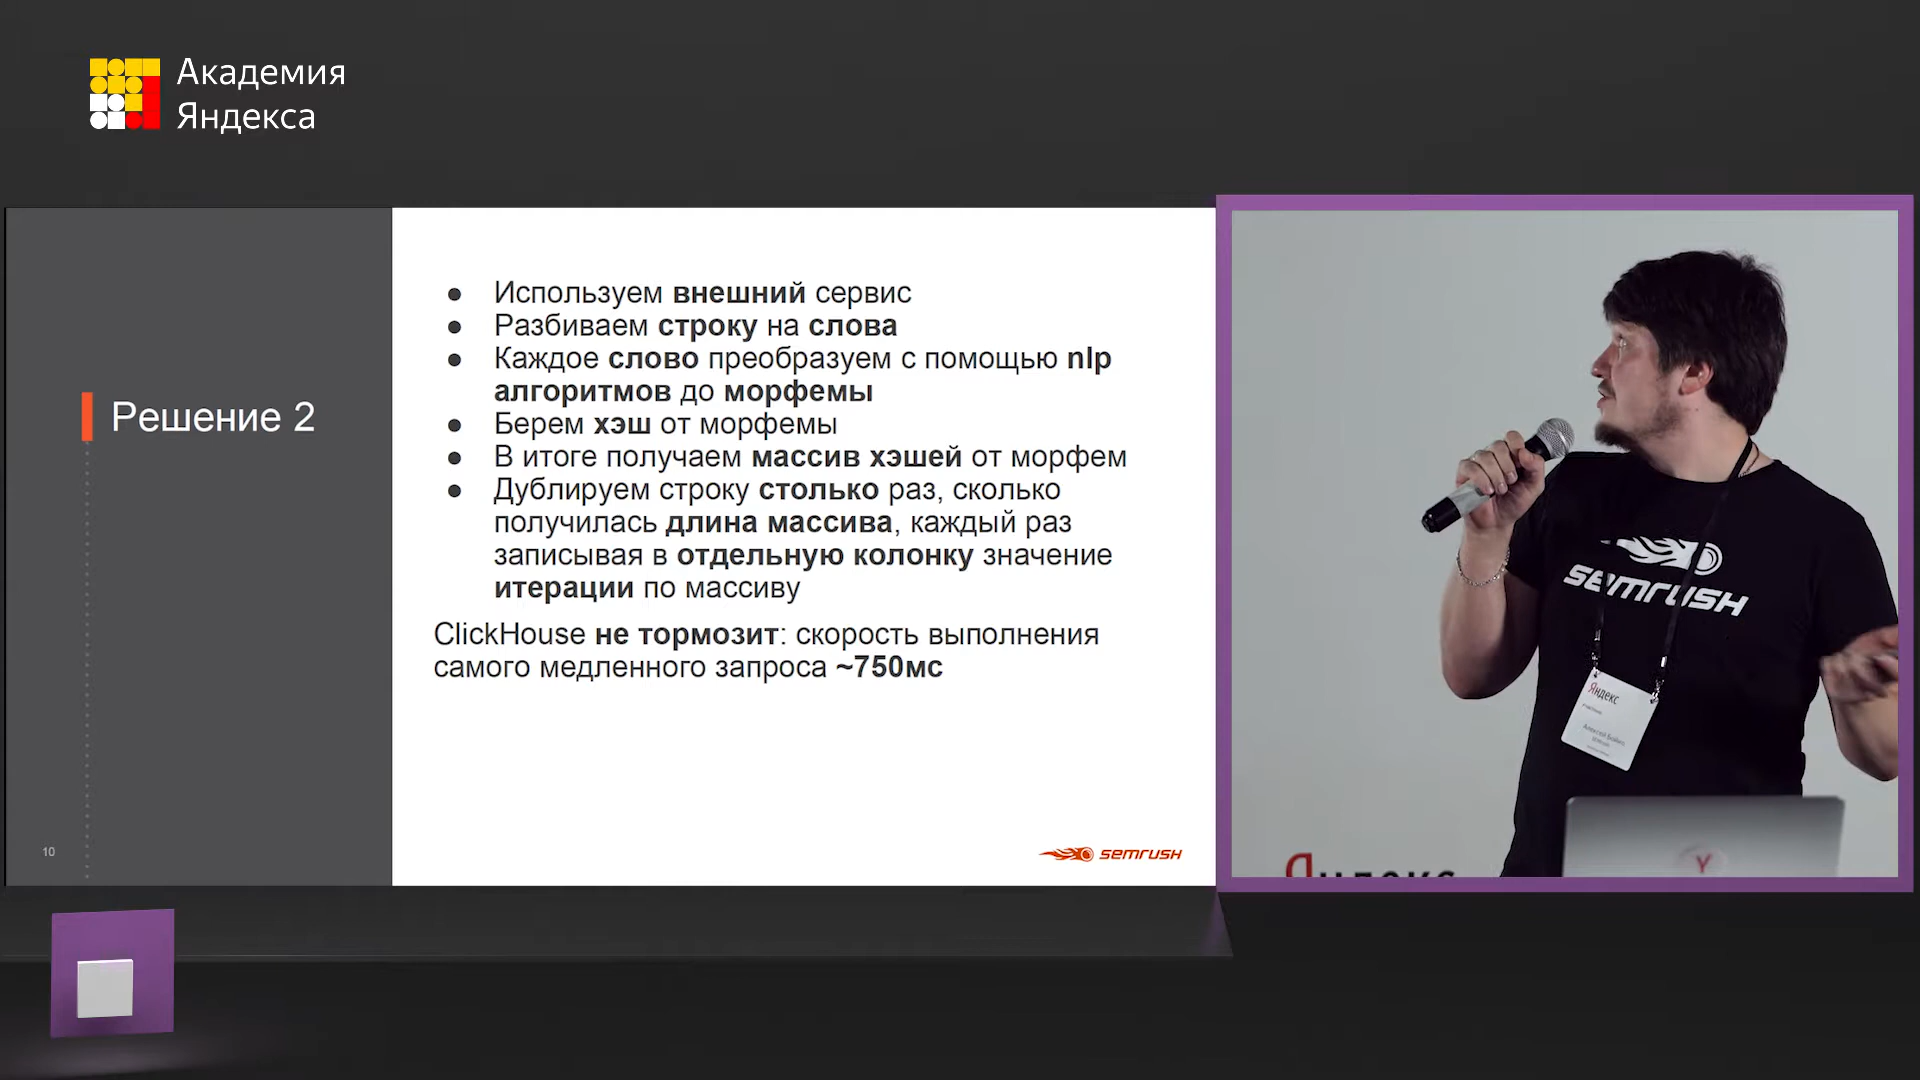 Академия
Яндекса
Решение 2
● Используем внешний сервис
● Разбиваем строку на слова
● Каждое слово преобразуем с помощью nlp
алгоритмов до морфемы
● Берем хэш от морфемы
● В итоге получаем массив хэшей от морфем
● Дублируем строку столько раз, сколько
получилась длина массива, каждый раз
записывая в отдельную колонку значение
итерации по массиву
ClickHouse не тормозит: скорость выполнения
самого медленного запроса ~750мс
10
semrush
semrush
Яндекс
Алексей
Y
Яндекс